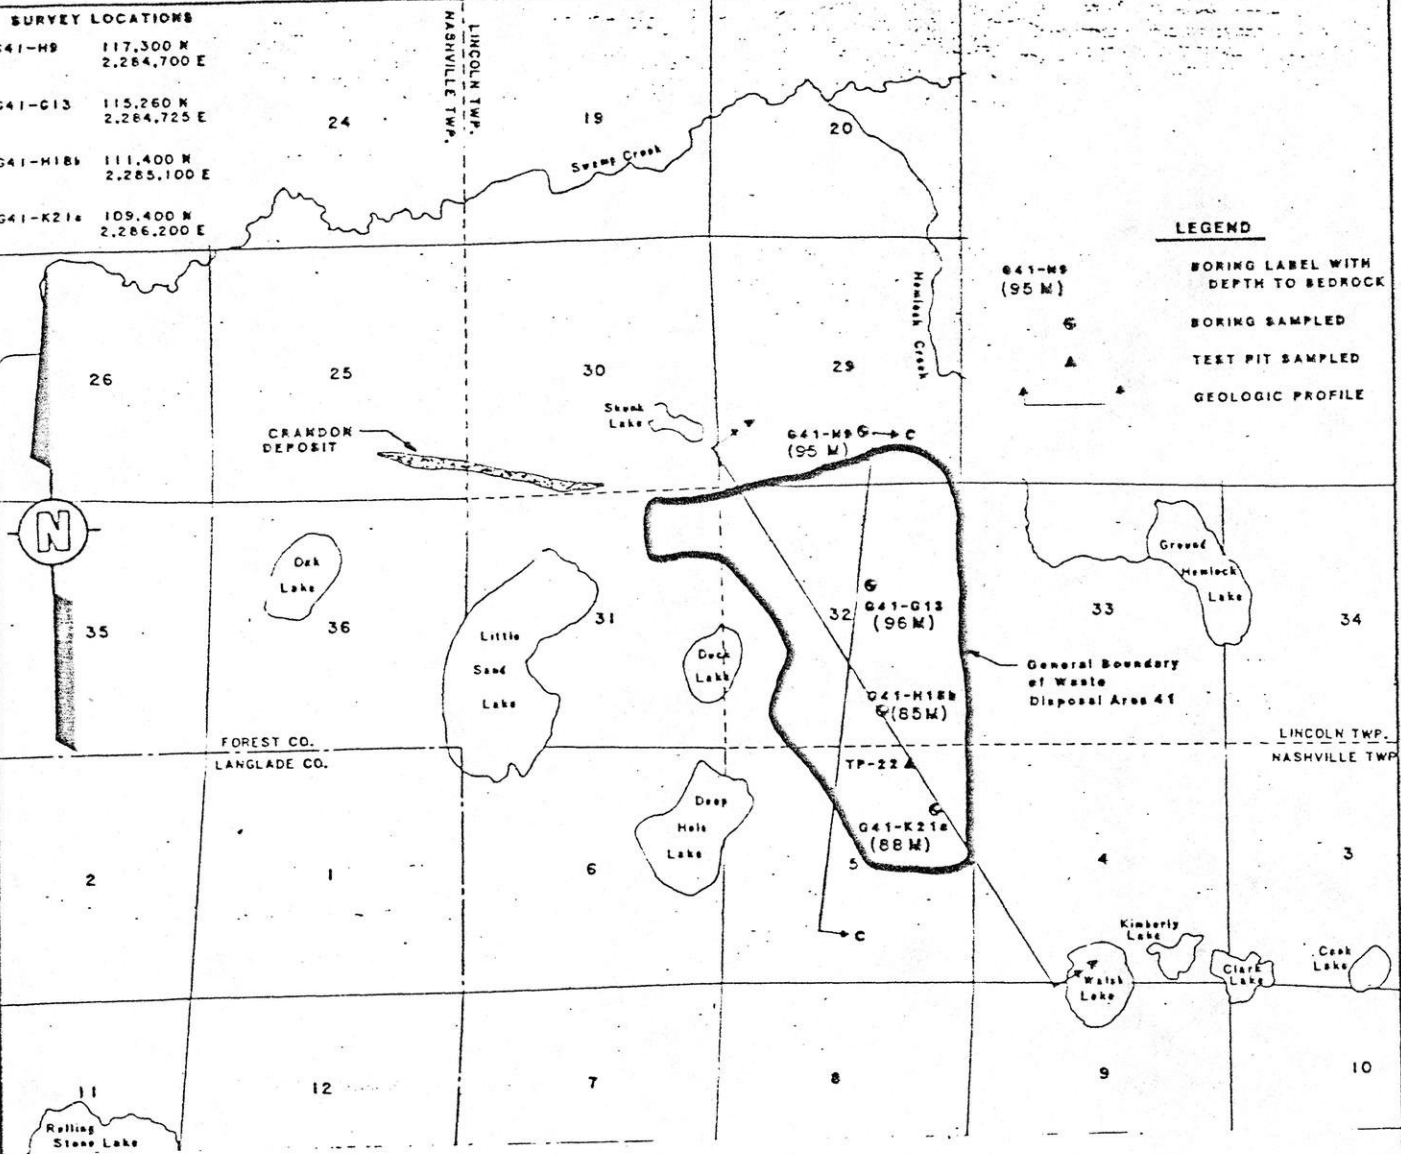 SURVEY LOCATIONS
G41-H9 117,300 N
2,284,700 E
G41-G13 115,260 N
2,284,725 E
G41-H18b 111,400 N
2,285,100 E
G41-K21a 109,400 N
2,286,200 E
NASHVILLE TWP.
LINCOLN TWP.
24
19
20
Swamp Creek
Hemlock Creek
LEGEND
G41-H9
(95 M)
BORING LABEL WITH
DEPTH TO BEDROCK
BORING SAMPLED
TEST PIT SAMPLED
GEOLOGIC PROFILE
26
25
30
29
Skunk
Lake
CRANDON
DEPOSIT
G41-H9
(95 M)
C
N
Oak
Lake
35
36
Little
Sand
Lake
31
Duck
Lake
32
G41-G13
(96 M)
33
Ground
Hemlock
Lake
34
General Boundary
of Waste
Disposal Area 41
G41-H18b
(85 M)
FOREST CO.
LANGLADE CO.
LINCOLN TWP.
NASHVILLE TWP
TP-22
Deep
Hole
Lake
G41-K21a
(88 M)
2
1
6
5
4
3
C
Kimberly
Lake
Walsh
Lake
Clark
Lake
Cook
Lake
11
12
7
8
9
10
Rolling
Stone Lake